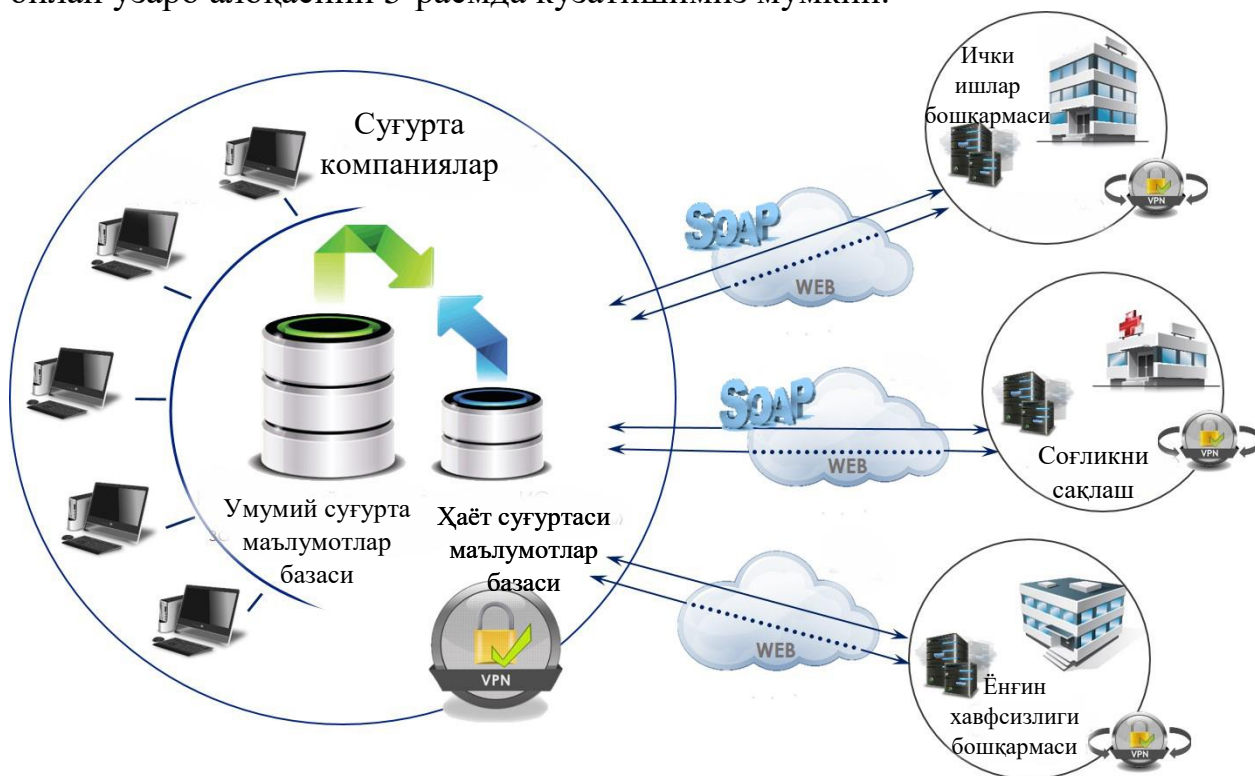 билан ўзаро алоқасини 3-расмда кузатишимиз мумкин.
Суғурта
компаниялар
Умумий суғурта
маълумотлар
базаси
Ҳаёт суғуртаси
маълумотлар
базаси
VPN
SOAP
WEB
SOAP
WEB
WEB
Ички
ишлар
бошқармаси
VPN
Соғликни
сақлаш
VPN
Ёнғин
хавфсизлиги
бошқармаси
VPN